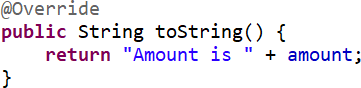 @Override
public String toString() {
    return "Amount is " + amount;
}